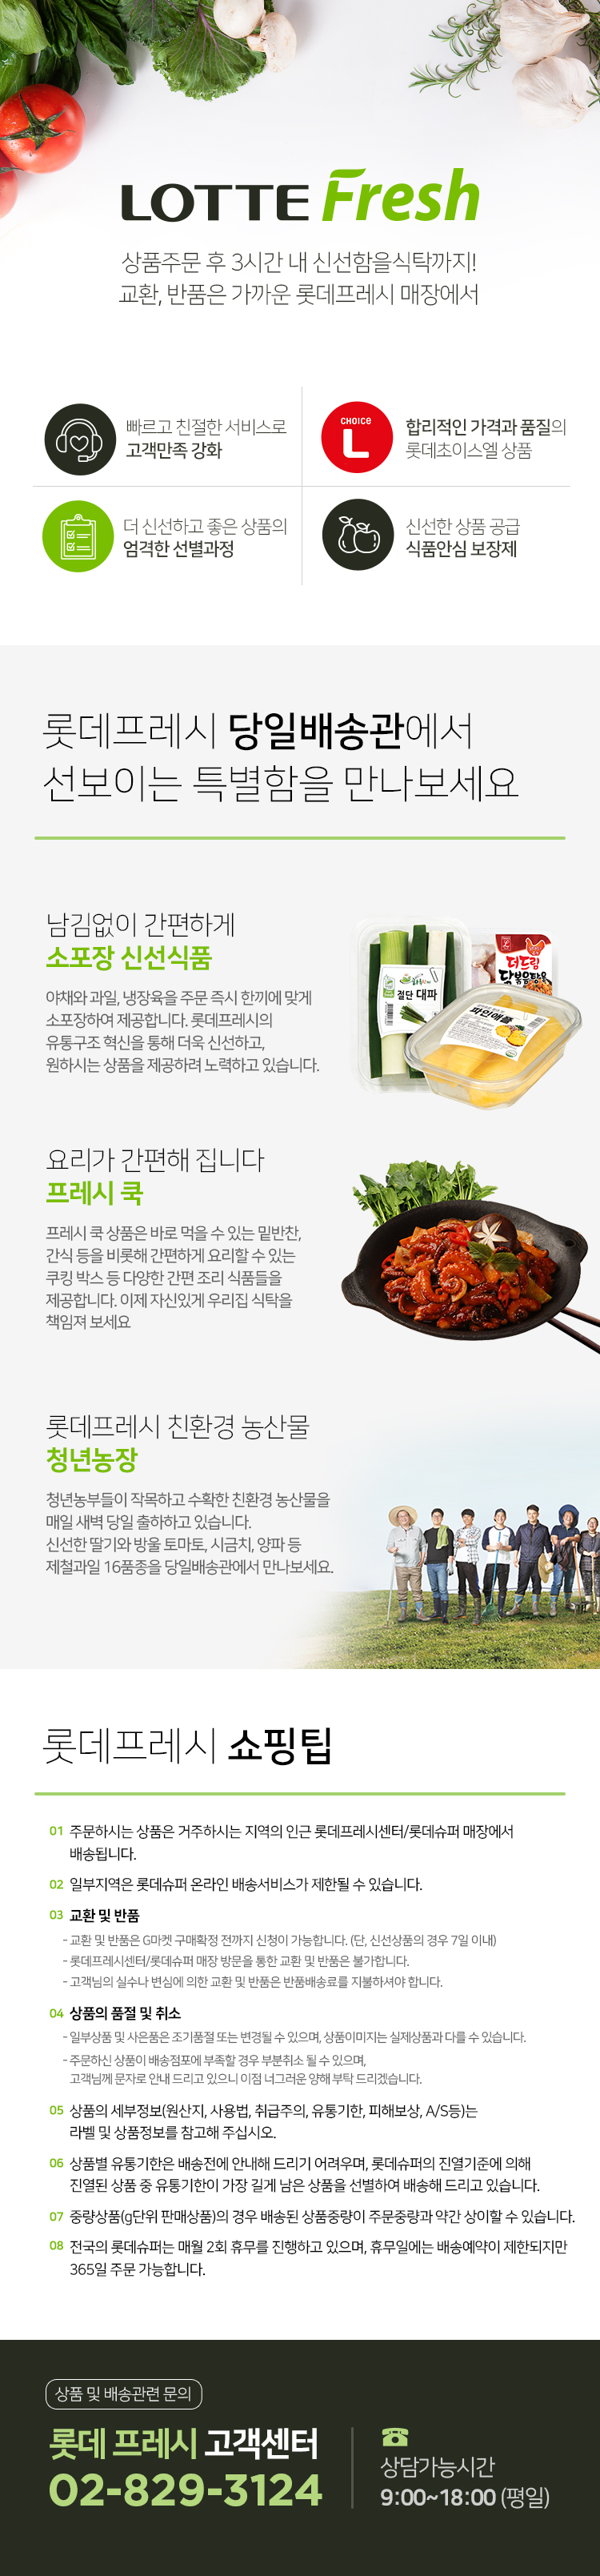 LOTTE Fresh
상품주문 후 3시간 내 신선함을식탁까지!
교환, 반품은 가까운 롯데프레시 매장에서
빠르고 친절한 서비스로
고객만족 강화
CHOICe
L
합리적인 가격과 품질의
롯데초이스엘 상품
더 신선하고 좋은 상품의
엄격한 선별과정
신선한 상품 공급
식품안심 보장제
롯데프레시 당일배송관에서
선보이는 특별함을 만나보세요
남김없이 간편하게
소포장 신선식품
야채와 과일, 냉장육을 주문 즉시 한끼에 맞게
소포장하여 제공합니다. 롯데프레시의
유통구조 혁신을 통해 더욱 신선하고,
원하시는 상품을 제공하려 노력하고 있습니다.
절단 대파
더드림
닭볶음탕용
파인애플
요리가 간편해 집니다
프레시 쿡
프레시 쿡 상품은 바로 먹을 수 있는 밑반찬,
간식 등을 비롯해 간편하게 요리할 수 있는
쿠킹 박스 등 다양한 간편 조리 식품들을
제공합니다. 이제 자신있게 우리집 식탁을
책임져 보세요
롯데프레시 친환경 농산물
청년농장
청년농부들이 작목하고 수확한 친환경 농산물을
매일 새벽 당일 출하하고 있습니다.
신선한 딸기와 방울 토마토, 시금치, 양파 등
제철과일 16품종을 당일배송관에서 만나보세요.
롯데프레시 쇼핑팁
01 주문하시는 상품은 거주하시는 지역의 인근 롯데프레시센터/롯데슈퍼 매장에서
배송됩니다.
02 일부지역은 롯데슈퍼 온라인 배송서비스가 제한될 수 있습니다.
03 교환 및 반품
- 교환 및 반품은 G마켓 구매확정 전까지 신청이 가능합니다. (단, 신선상품의 경우 7일 이내)
- 롯데프레시센터/롯데슈퍼 매장 방문을 통한 교환 및 반품은 불가합니다.
- 고객님의 실수나 변심에 의한 교환 및 반품은 반품배송료를 지불하셔야 합니다.
04 상품의 품절 및 취소
- 일부상품 및 사은품은 조기품절 또는 변경될 수 있으며, 상품이미지는 실제상품과 다를 수 있습니다.
- 주문하신 상품이 배송점포에 부족할 경우 부분취소 될 수 있으며,
고객님께 문자로 안내 드리고 있으니 이점 너그러운 양해 부탁 드리겠습니다.
05 상품의 세부정보(원산지, 사용법, 취급주의, 유통기한, 피해보상, A/S등)는
라벨 및 상품정보를 참고해 주십시오.
06 상품별 유통기한은 배송전에 안내해 드리기 어려우며, 롯데슈퍼의 진열기준에 의해
진열된 상품 중 유통기한이 가장 길게 남은 상품을 선별하여 배송해 드리고 있습니다.
07 중량상품(g단위 판매상품)의 경우 배송된 상품중량이 주문중량과 약간 상이할 수 있습니다.
08 전국의 롯데슈퍼는 매월 2회 휴무를 진행하고 있으며, 휴무일에는 배송예약이 제한되지만
365일 주문 가능합니다.
상품 및 배송관련 문의
롯데 프레시 고객센터
02-829-3124
상담가능시간
9:00~18:00 (평일)